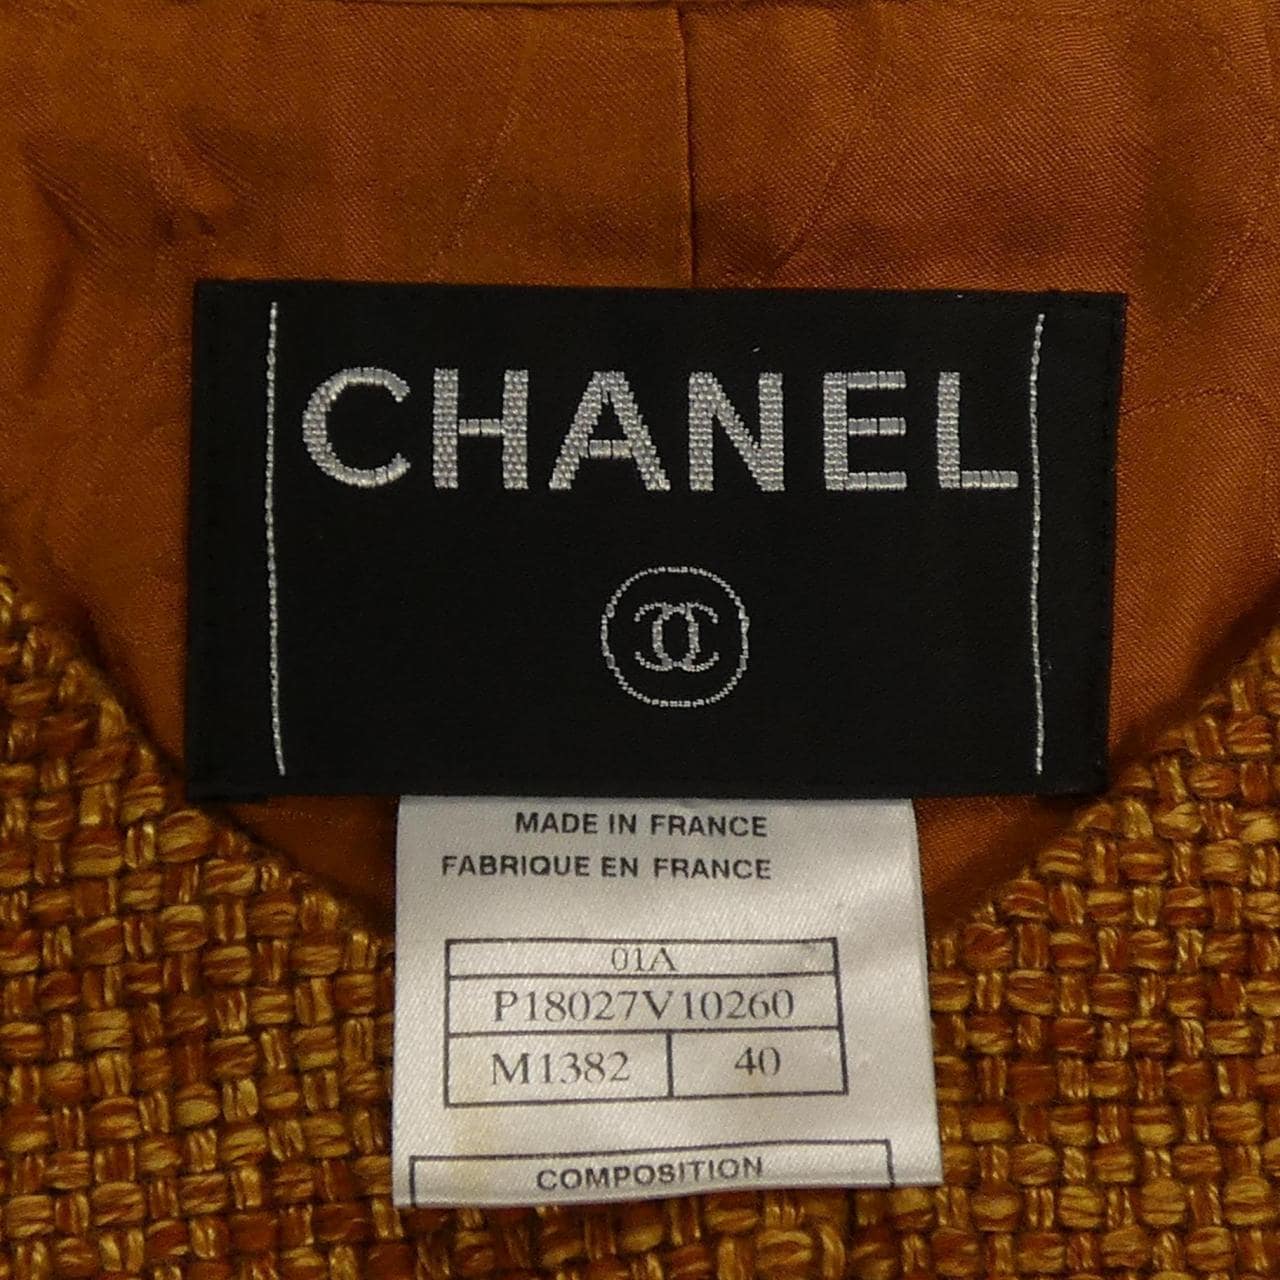 CHANEL
MADE IN FRANCE
FABRIQUE EN FRANCE
01A
P18027V10260
M1382 40
COMPOSITION